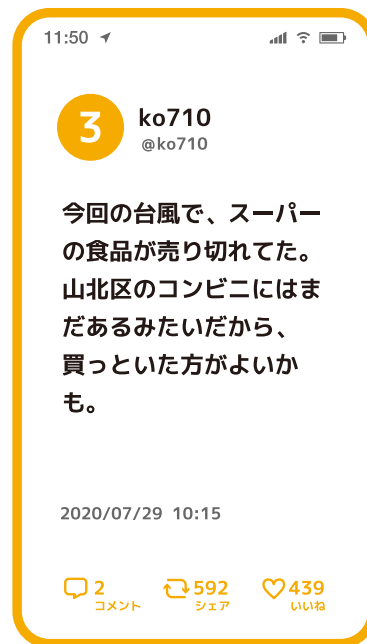 11:50
3
ko710
@ko710
今回の台風で、スーパー
の食品が売り切れてた。
山北区のコンビニにはま
だあるみたいだから、
買っといた方がよいか
も。
2020/07/29 10:15
2 592 439
コメント シェア いいね